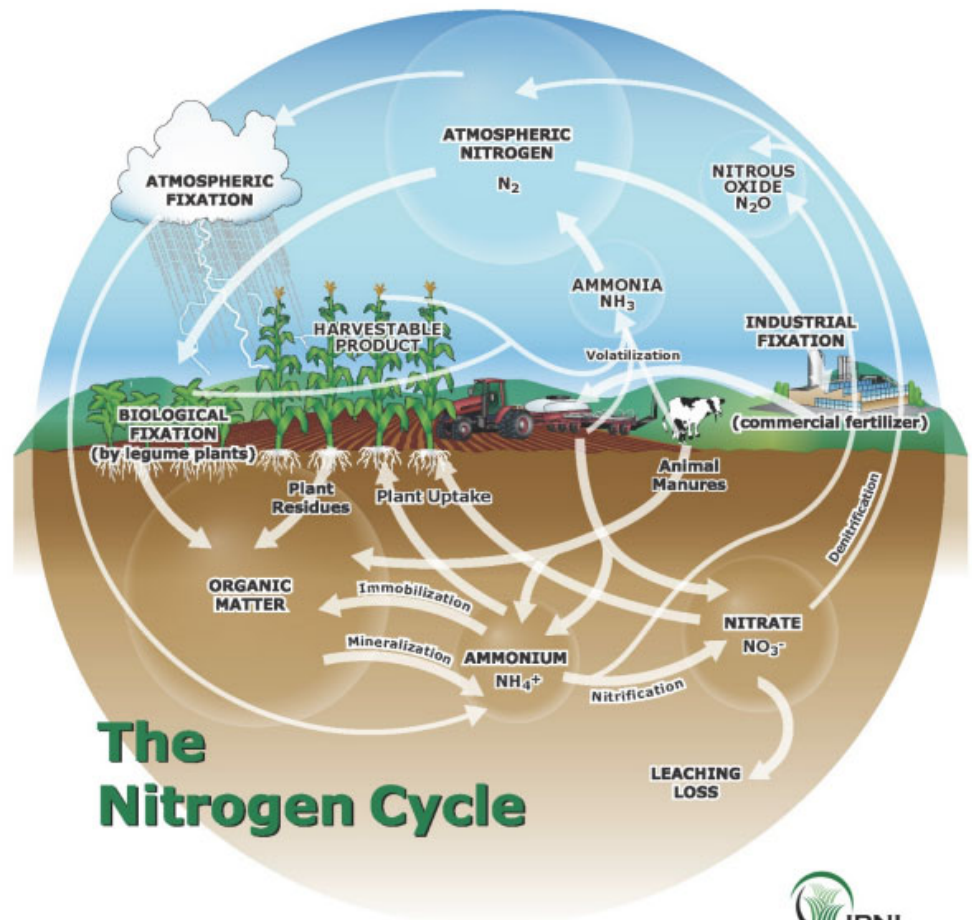 ATMOSPHERIC
NITROGEN
N₂
ATMOSPHERIC
FIXATION
NITROUS
OXIDE
N₂O
AMMONIA
NH₃
HARVESTABLE
PRODUCT
Volatilization
INDUSTRIAL
FIXATION
(commercial fertilizer)
BIOLOGICAL
FIXATION
(by legume plants)
Plant
Residues
Plant Uptake
Animal
Manures
Denitrification
ORGANIC
MATTER
Immobilization
Mineralization
AMMONIUM
NH₄⁺
Nitrification
NITRATE
NO₃⁻
LEACHING
LOSS
The
Nitrogen Cycle